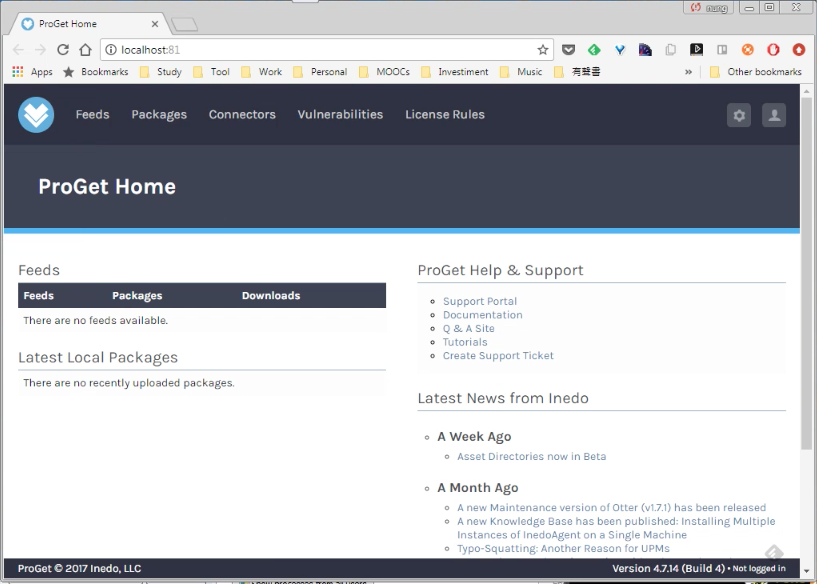 nung
ProGet Home
localhost:81
Apps Bookmarks Study Tool Work Personal MOOCs Investiment Music 有聲書 » Other bookmarks
Feeds Packages Connectors Vulnerabilities License Rules
ProGet Home
Feeds
Feeds Packages Downloads
There are no feeds available.
Latest Local Packages
There are no recently uploaded packages.
ProGet Help & Support
Support Portal
Documentation
Q & A Site
Tutorials
Create Support Ticket
Latest News from Inedo
A Week Ago
Asset Directories now in Beta
A Month Ago
A new Maintenance version of Otter (v1.7.1) has been released
A new Knowledge Base has been published: Installing Multiple
Instances of InedoAgent on a Single Machine
Typo-Squatting: Another Reason for UPMs
ProGet © 2017 Inedo, LLC
Version 4.7.14 (Build 4) • Not logged in